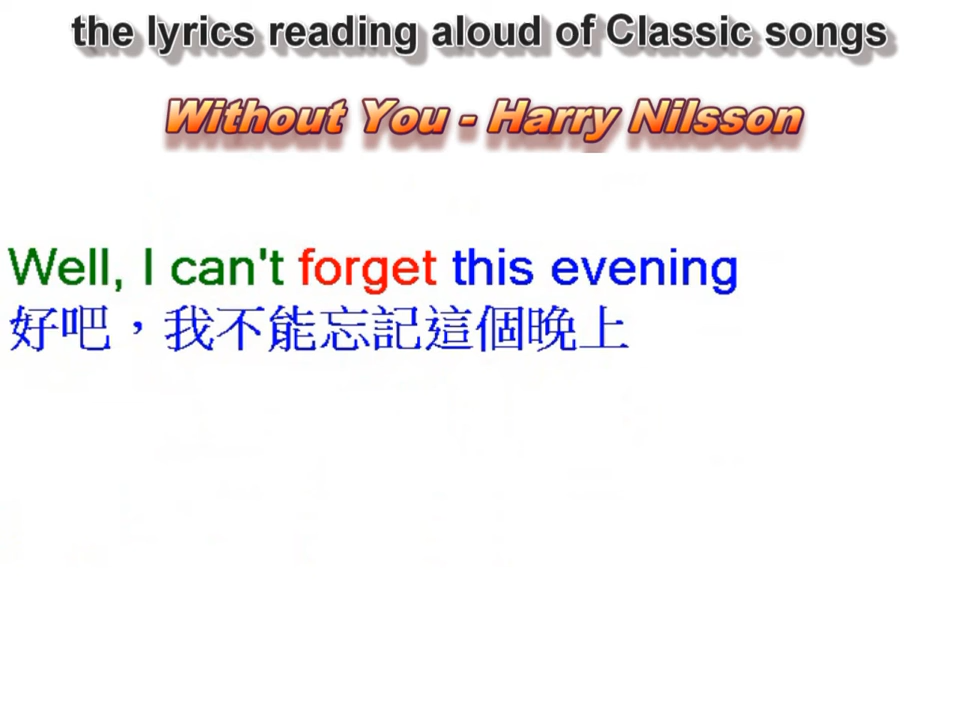 the lyrics reading aloud of Classic songs
Without You - Harry Nilsson
Well, I can't forget this evening
好吧，我不能忘記這個晚上